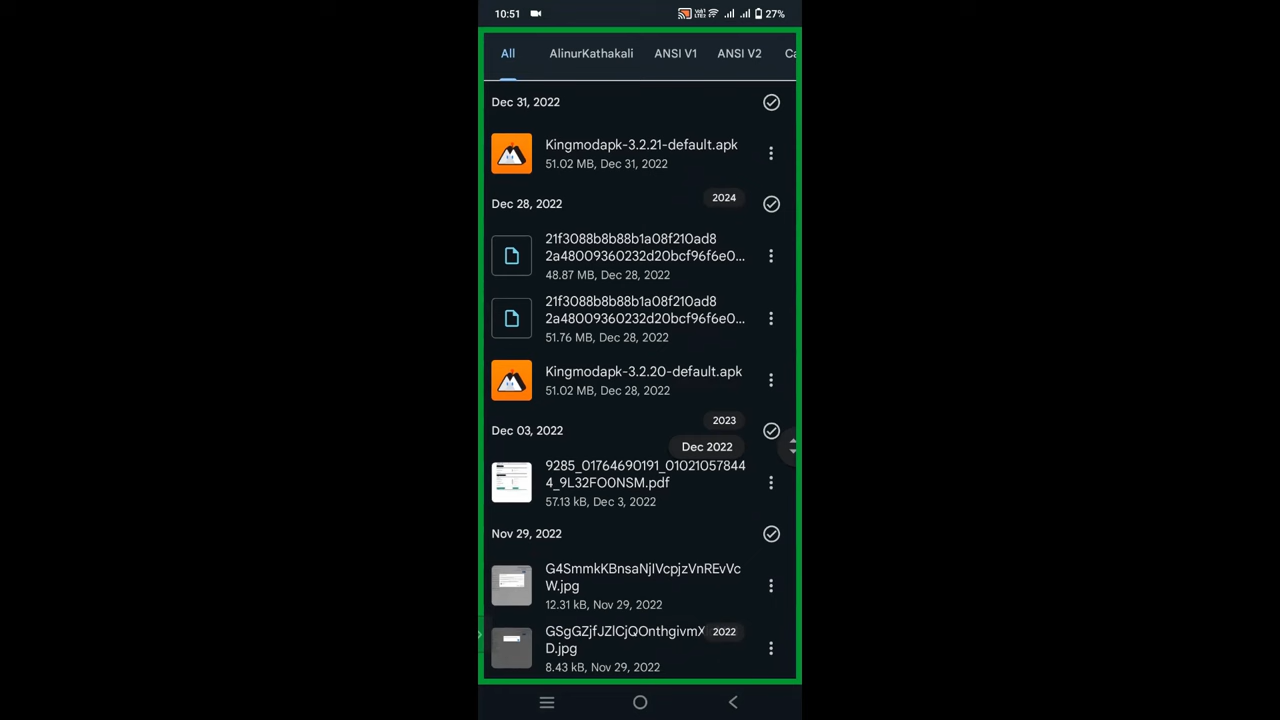 10:51
27%
All AlinurKathakali ANSI V1 ANSI V2 Ca
Dec 31, 2022
Kingmodapk-3.2.21-default.apk
51.02 MB, Dec 31, 2022
2024
Dec 28, 2022
21f3088b8b88b1a08f210ad8
2a48009360232d20bcf96f6e0...
48.87 MB, Dec 28, 2022
21f3088b8b88b1a08f210ad8
2a48009360232d20bcf96f6e0...
51.76 MB, Dec 28, 2022
Kingmodapk-3.2.20-default.apk
51.02 MB, Dec 28, 2022
2023
Dec 03, 2022
Dec 2022
9285_01764690191_01021057844
4_9L32FO0NSM.pdf
57.13 kB, Dec 3, 2022
Nov 29, 2022
G4SmmkKBnsaNjIVcpjzVnREvVc
W.jpg
12.31 kB, Nov 29, 2022
GSgGZjfJZlCjQOnthgivmX
2022
D.jpg
8.43 kB, Nov 29, 2022